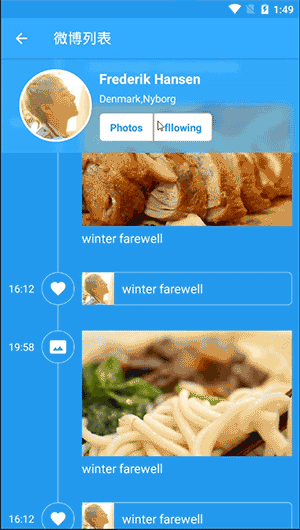 1:49
微博列表
Frederik Hansen
Denmark,Nyborg
Photos
fllowing
winter farewell
16:12
winter farewell
19:58
winter farewell
16:12
winter farewell